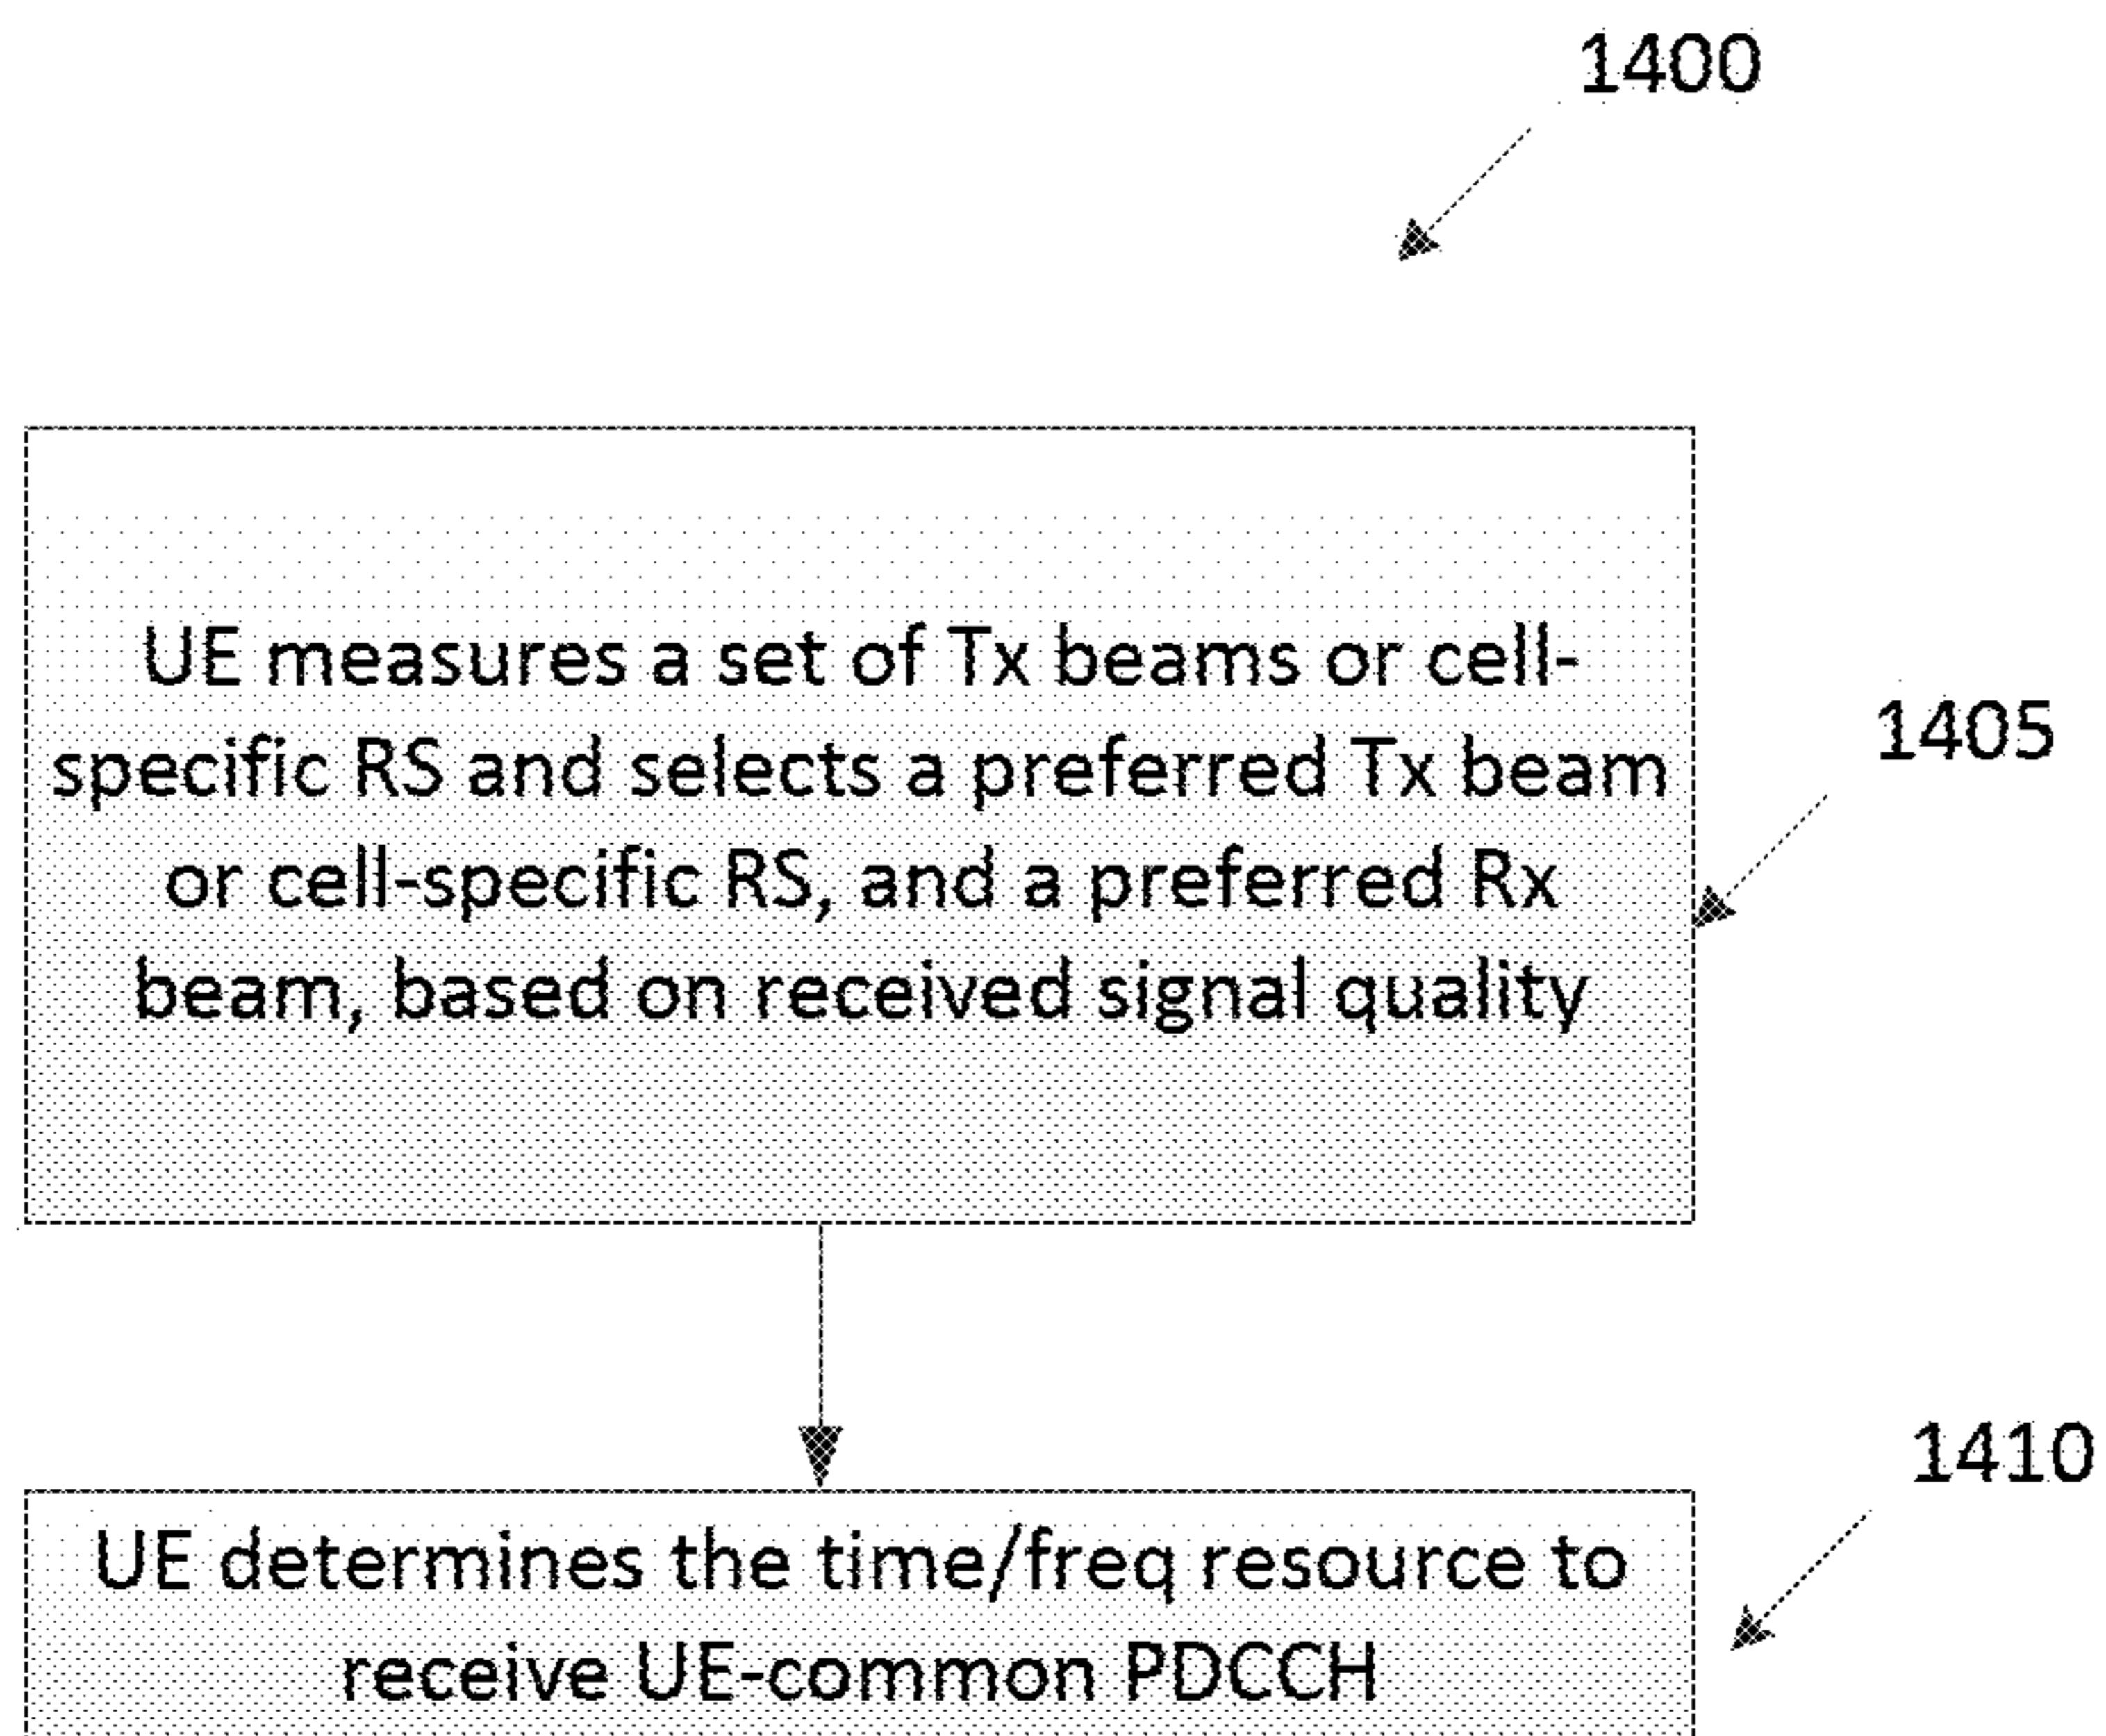 1400
UE measures a set of Tx beams or cell-
specific RS and selects a preferred Tx beam
or cell-specific RS, and a preferred Rx
beam, based on received signal quality
1405
1410
UE determines the time/freq resource to
receive UE-common PDCCH